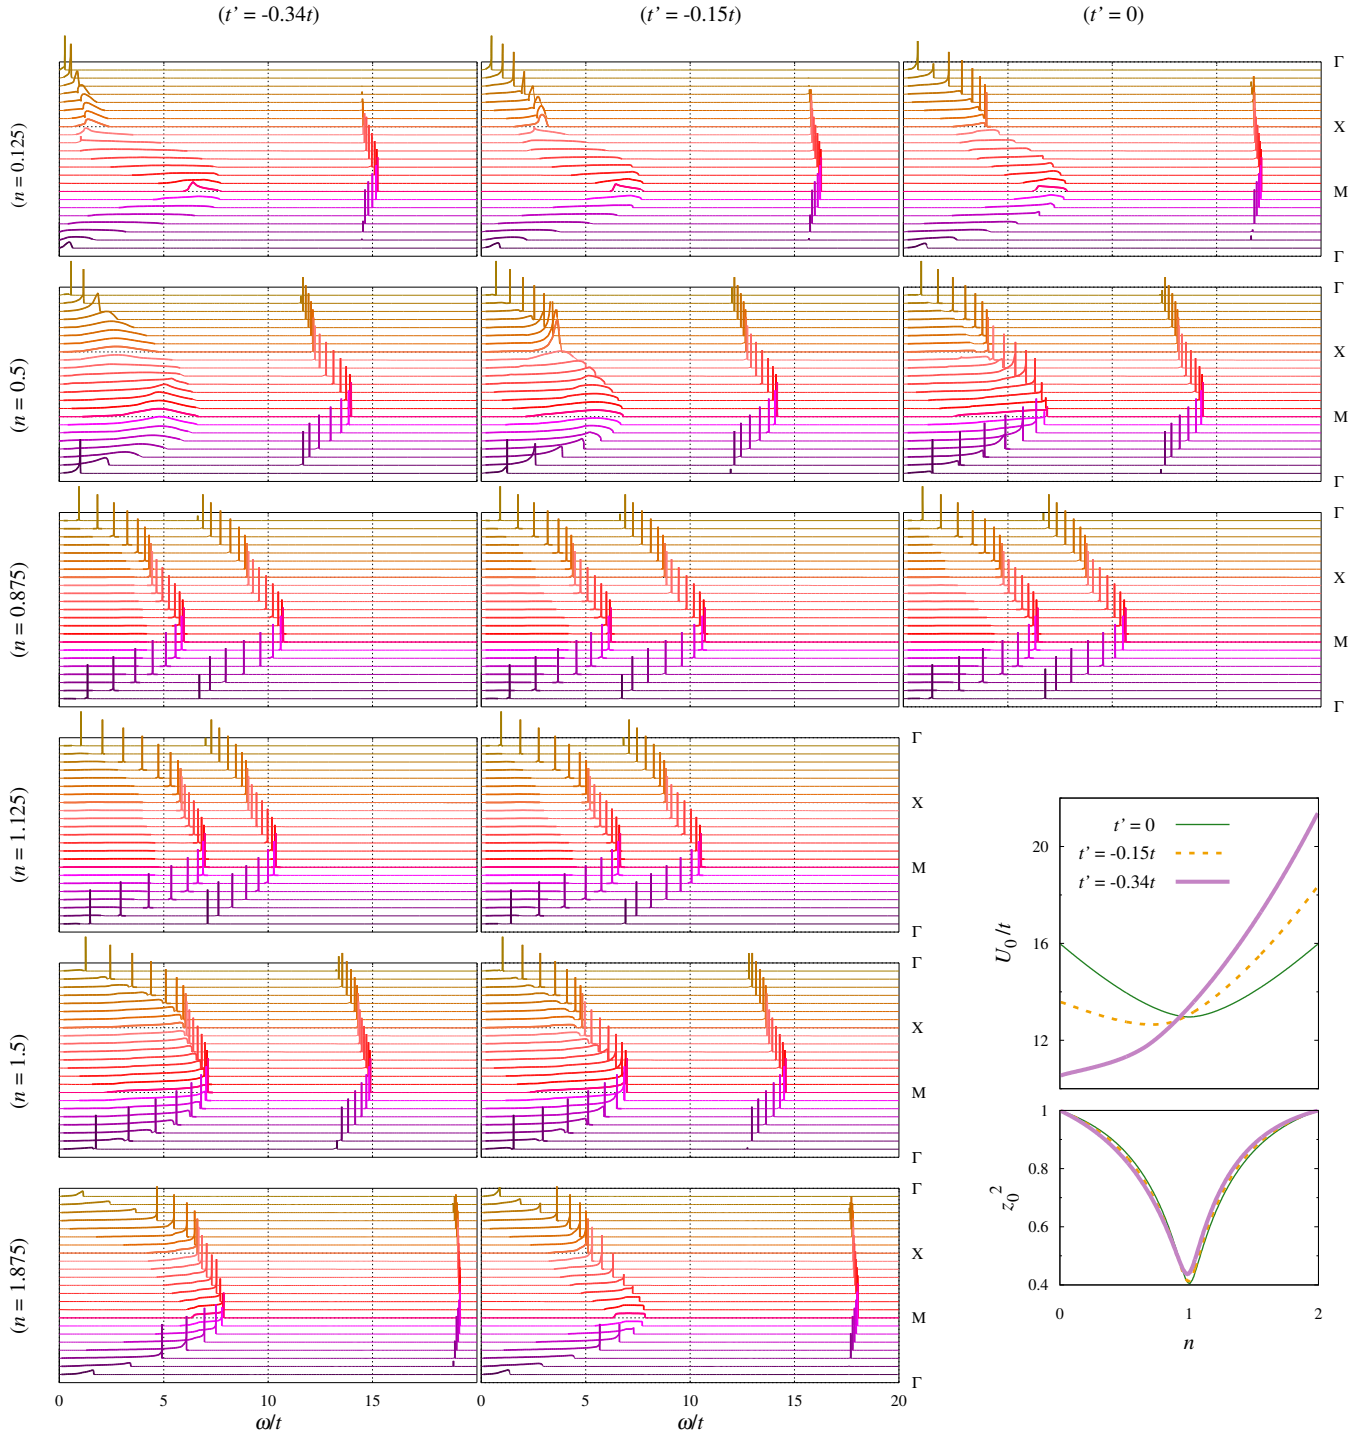 (t' = -0.34t) (t' = -0.15t) (t' = 0)
(n = 0.125)
Γ
X
M
Γ
(n = 0.5)
Γ
X
M
Γ
(n = 0.875)
Γ
X
M
Γ
(n = 1.125)
Γ
X
M
Γ
(n = 1.5)
Γ
X
M
Γ
(n = 1.875)
Γ
X
M
Γ
0 5 10 15 0 5 10 15 20
ω/t ω/t
t' = 0
t' = -0.15t
t' = -0.34t
20
16
12
U₀/t
1
0.8
0.6
0.4
z₀²
0 1 2
n